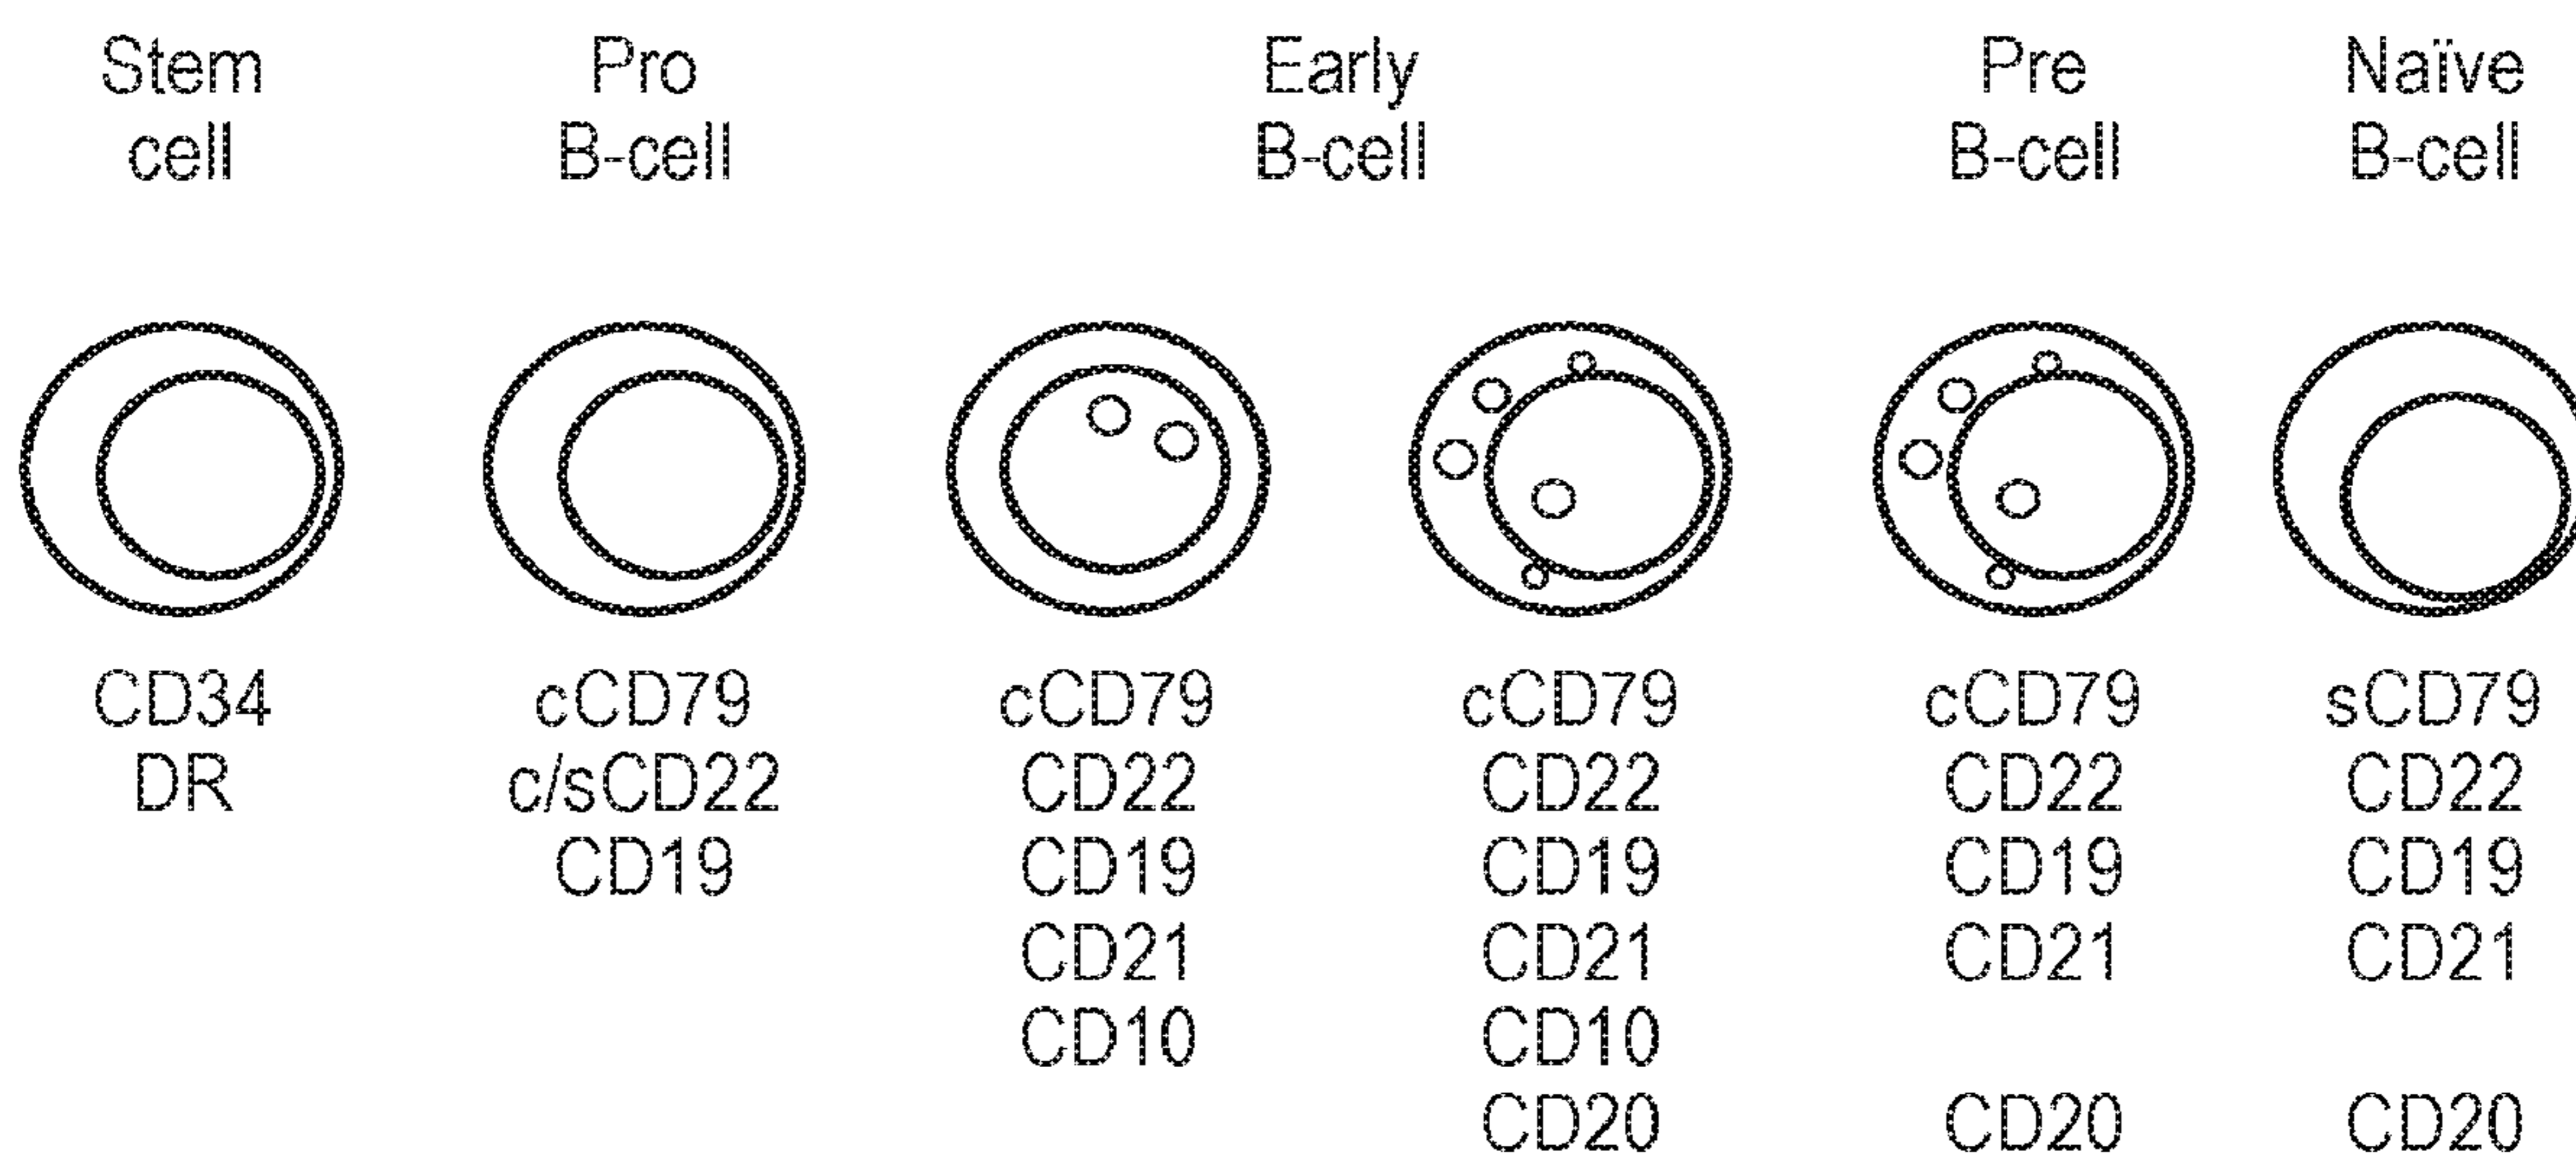 Stem Pro Early Pre Naïve
cell B-cell B-cell B-cell B-cell
CD34 cCD79 cCD79 cCD79 cCD79 sCD79
DR c/sCD22 CD22 CD22 CD22 CD22
CD19 CD19 CD19 CD19 CD19
CD21 CD21 CD21 CD21
CD10 CD10
CD20 CD20 CD20